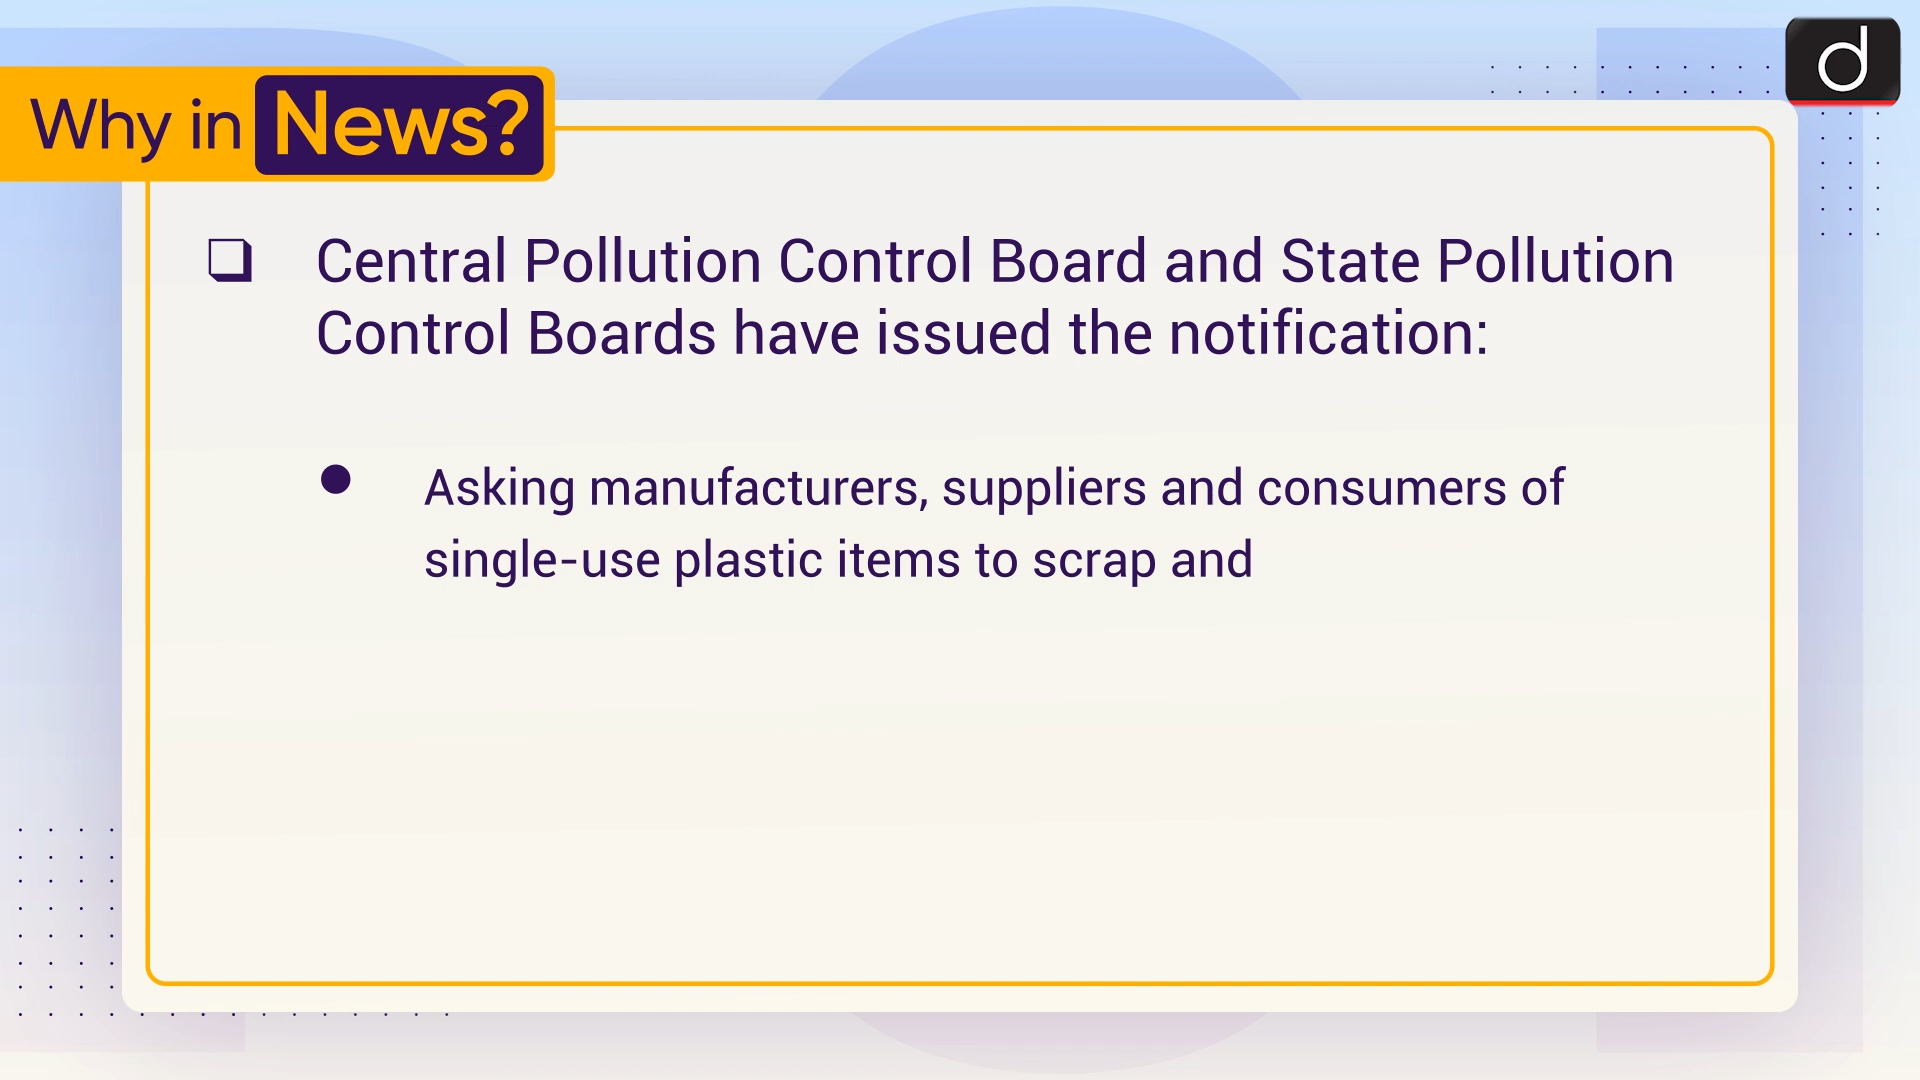 Why in News?
❑ Central Pollution Control Board and State Pollution
Control Boards have issued the notification:
● Asking manufacturers, suppliers and consumers of
single-use plastic items to scrap and
d